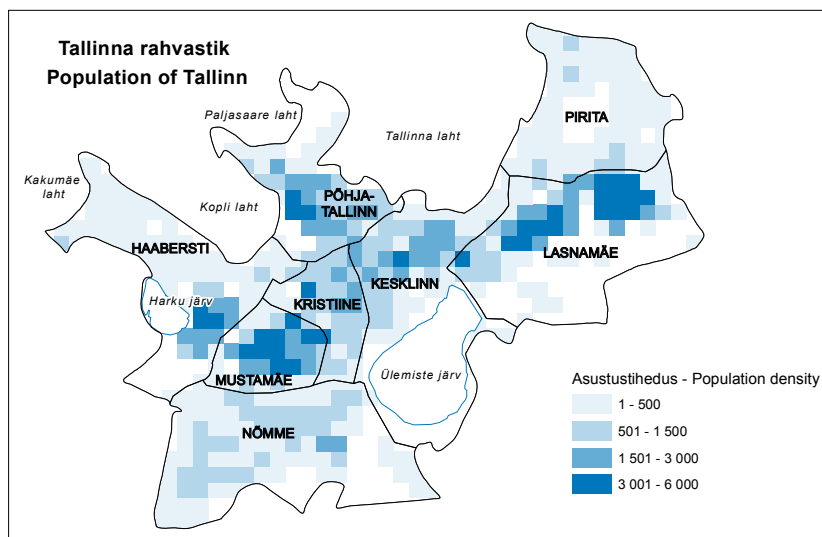 Tallinna rahvastik
Population of Tallinn
PIRITA
Paljasaare laht
Tallinna laht
Kakumäe
laht
Kopli laht
PÕHJA-
TALLINN
HAABERSTI
LASNAMÄE
KESKLINN
Harku järv
KRISTIINE
MUSTAMÄE
Ülemiste järv
NÕMME
Asustustihedus - Population density
1 - 500
501 - 1 500
1 501 - 3 000
3 001 - 6 000